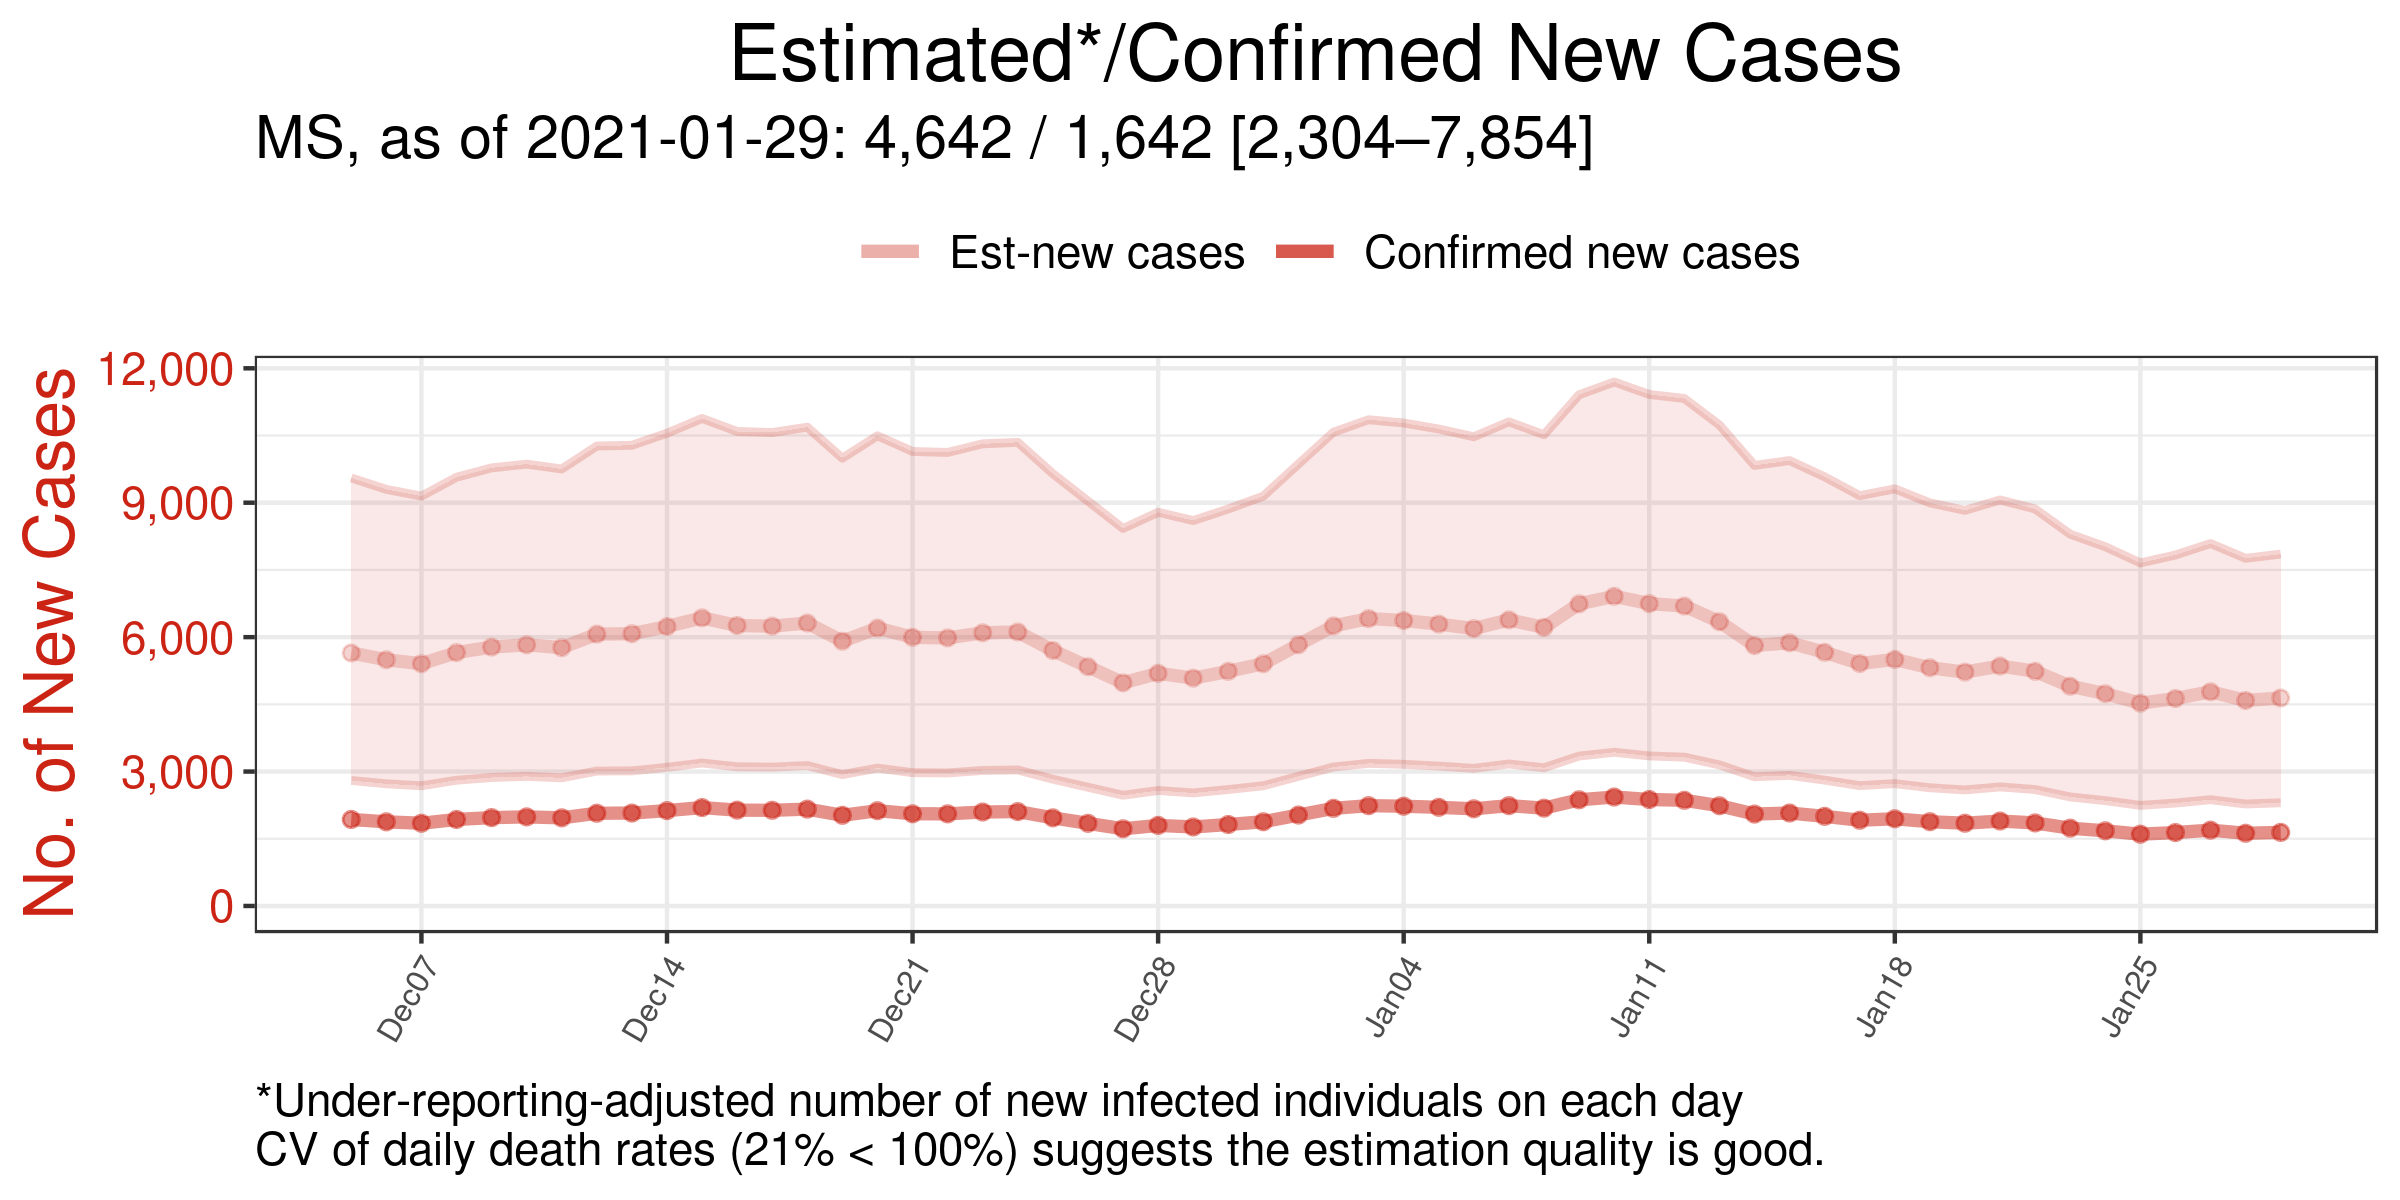 Estimated*/Confirmed New Cases
MS, as of 2021-01-29: 4,642 / 1,642 [2,304–7,854]
Est-new cases
Confirmed new cases
No. of New Cases
12,000
9,000
6,000
3,000
0
Dec07
Dec14
Dec21
Dec28
Jan04
Jan11
Jan18
Jan25
*Under-reporting-adjusted number of new infected individuals on each day
CV of daily death rates (21% < 100%) suggests the estimation quality is good.